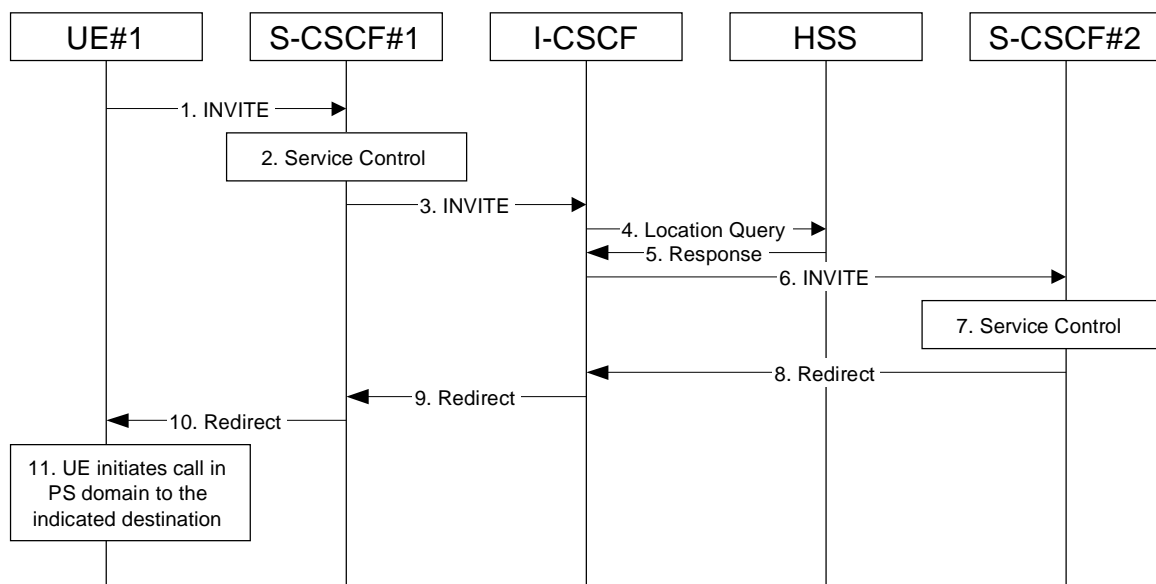 UE#1
S-CSCF#1
I-CSCF
HSS
S-CSCF#2
1. INVITE
2. Service Control
3. INVITE
4. Location Query
5. Response
6. INVITE
7. Service Control
8. Redirect
9. Redirect
10. Redirect
11. UE initiates call in
PS domain to the
indicated destination